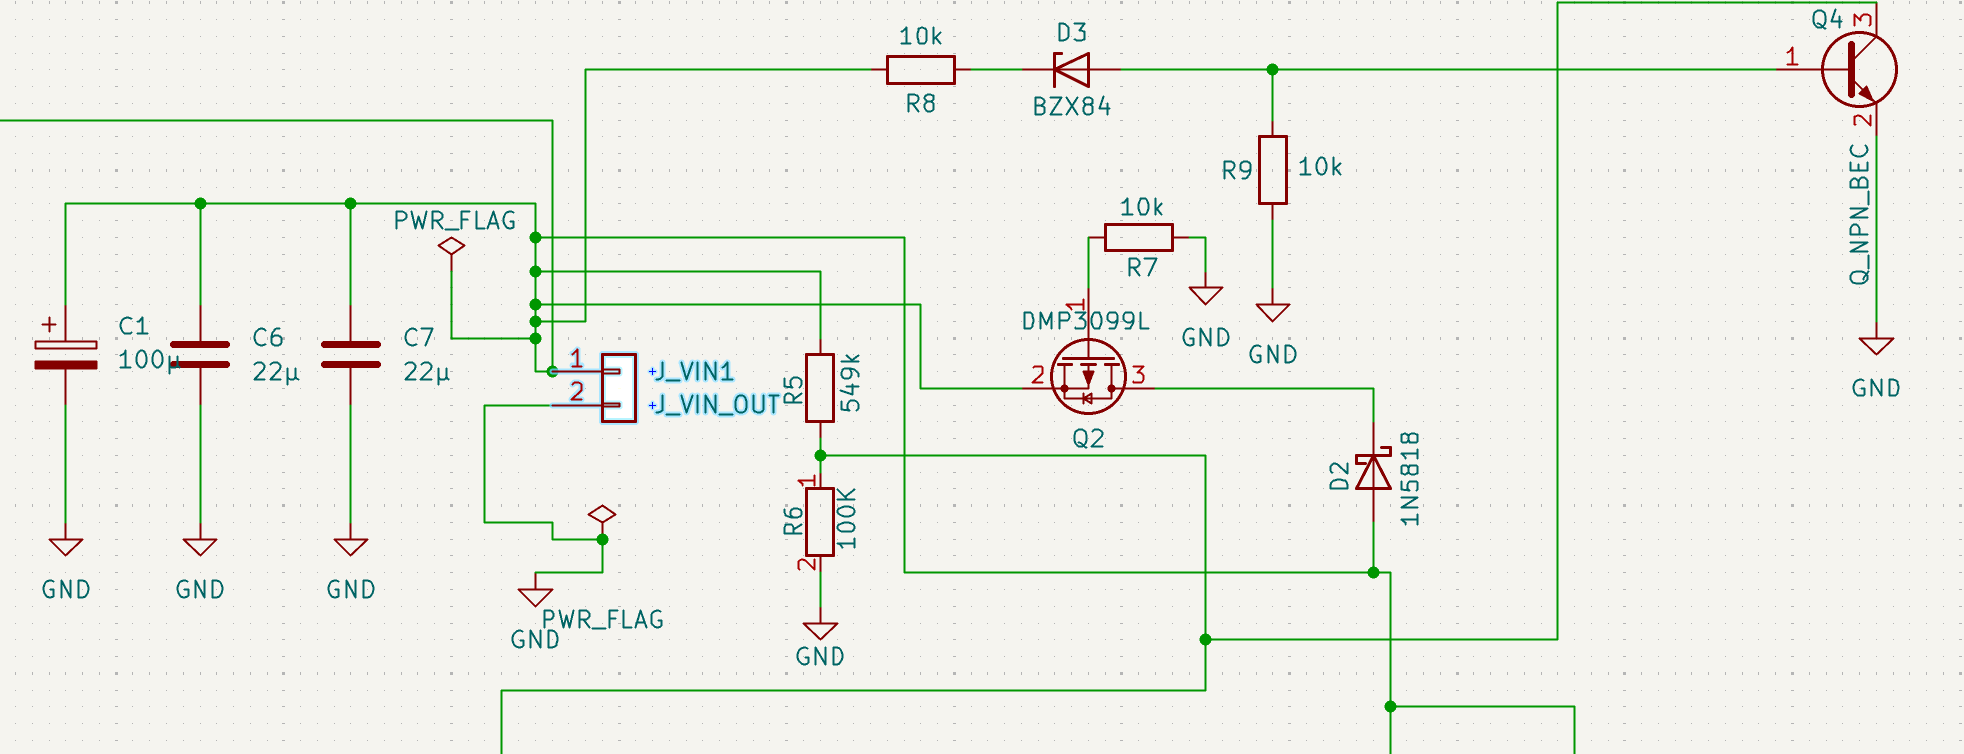 10k
D3
Q4
3
1
R8
BZX84
2
R9
10k
Q_NPN_BEC
10k
PWR_FLAG
R7
1
DMP3099L
GND
GND
GND
+
C1
100µ
C6
22µ
C7
22µ
1
J_VIN1
2
J_VIN_OUT
R5
549k
2
3
Q2
D2
1N5818
1
R6
100K
2
GND
GND
GND
PWR_FLAG
GND
GND